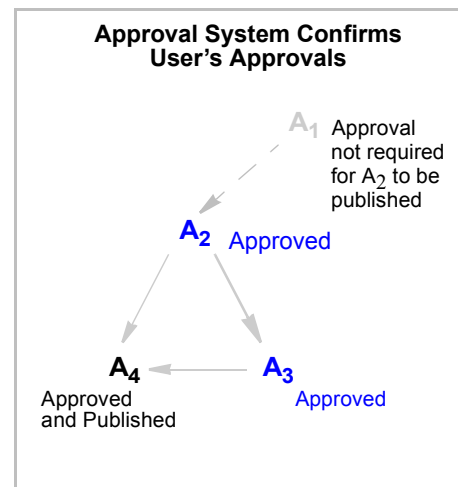 Approval System Confirms
User’s Approvals
A1 Approval
not required
for A2 to be
published
A2 Approved
A4
Approved
and Published
A3
Approved